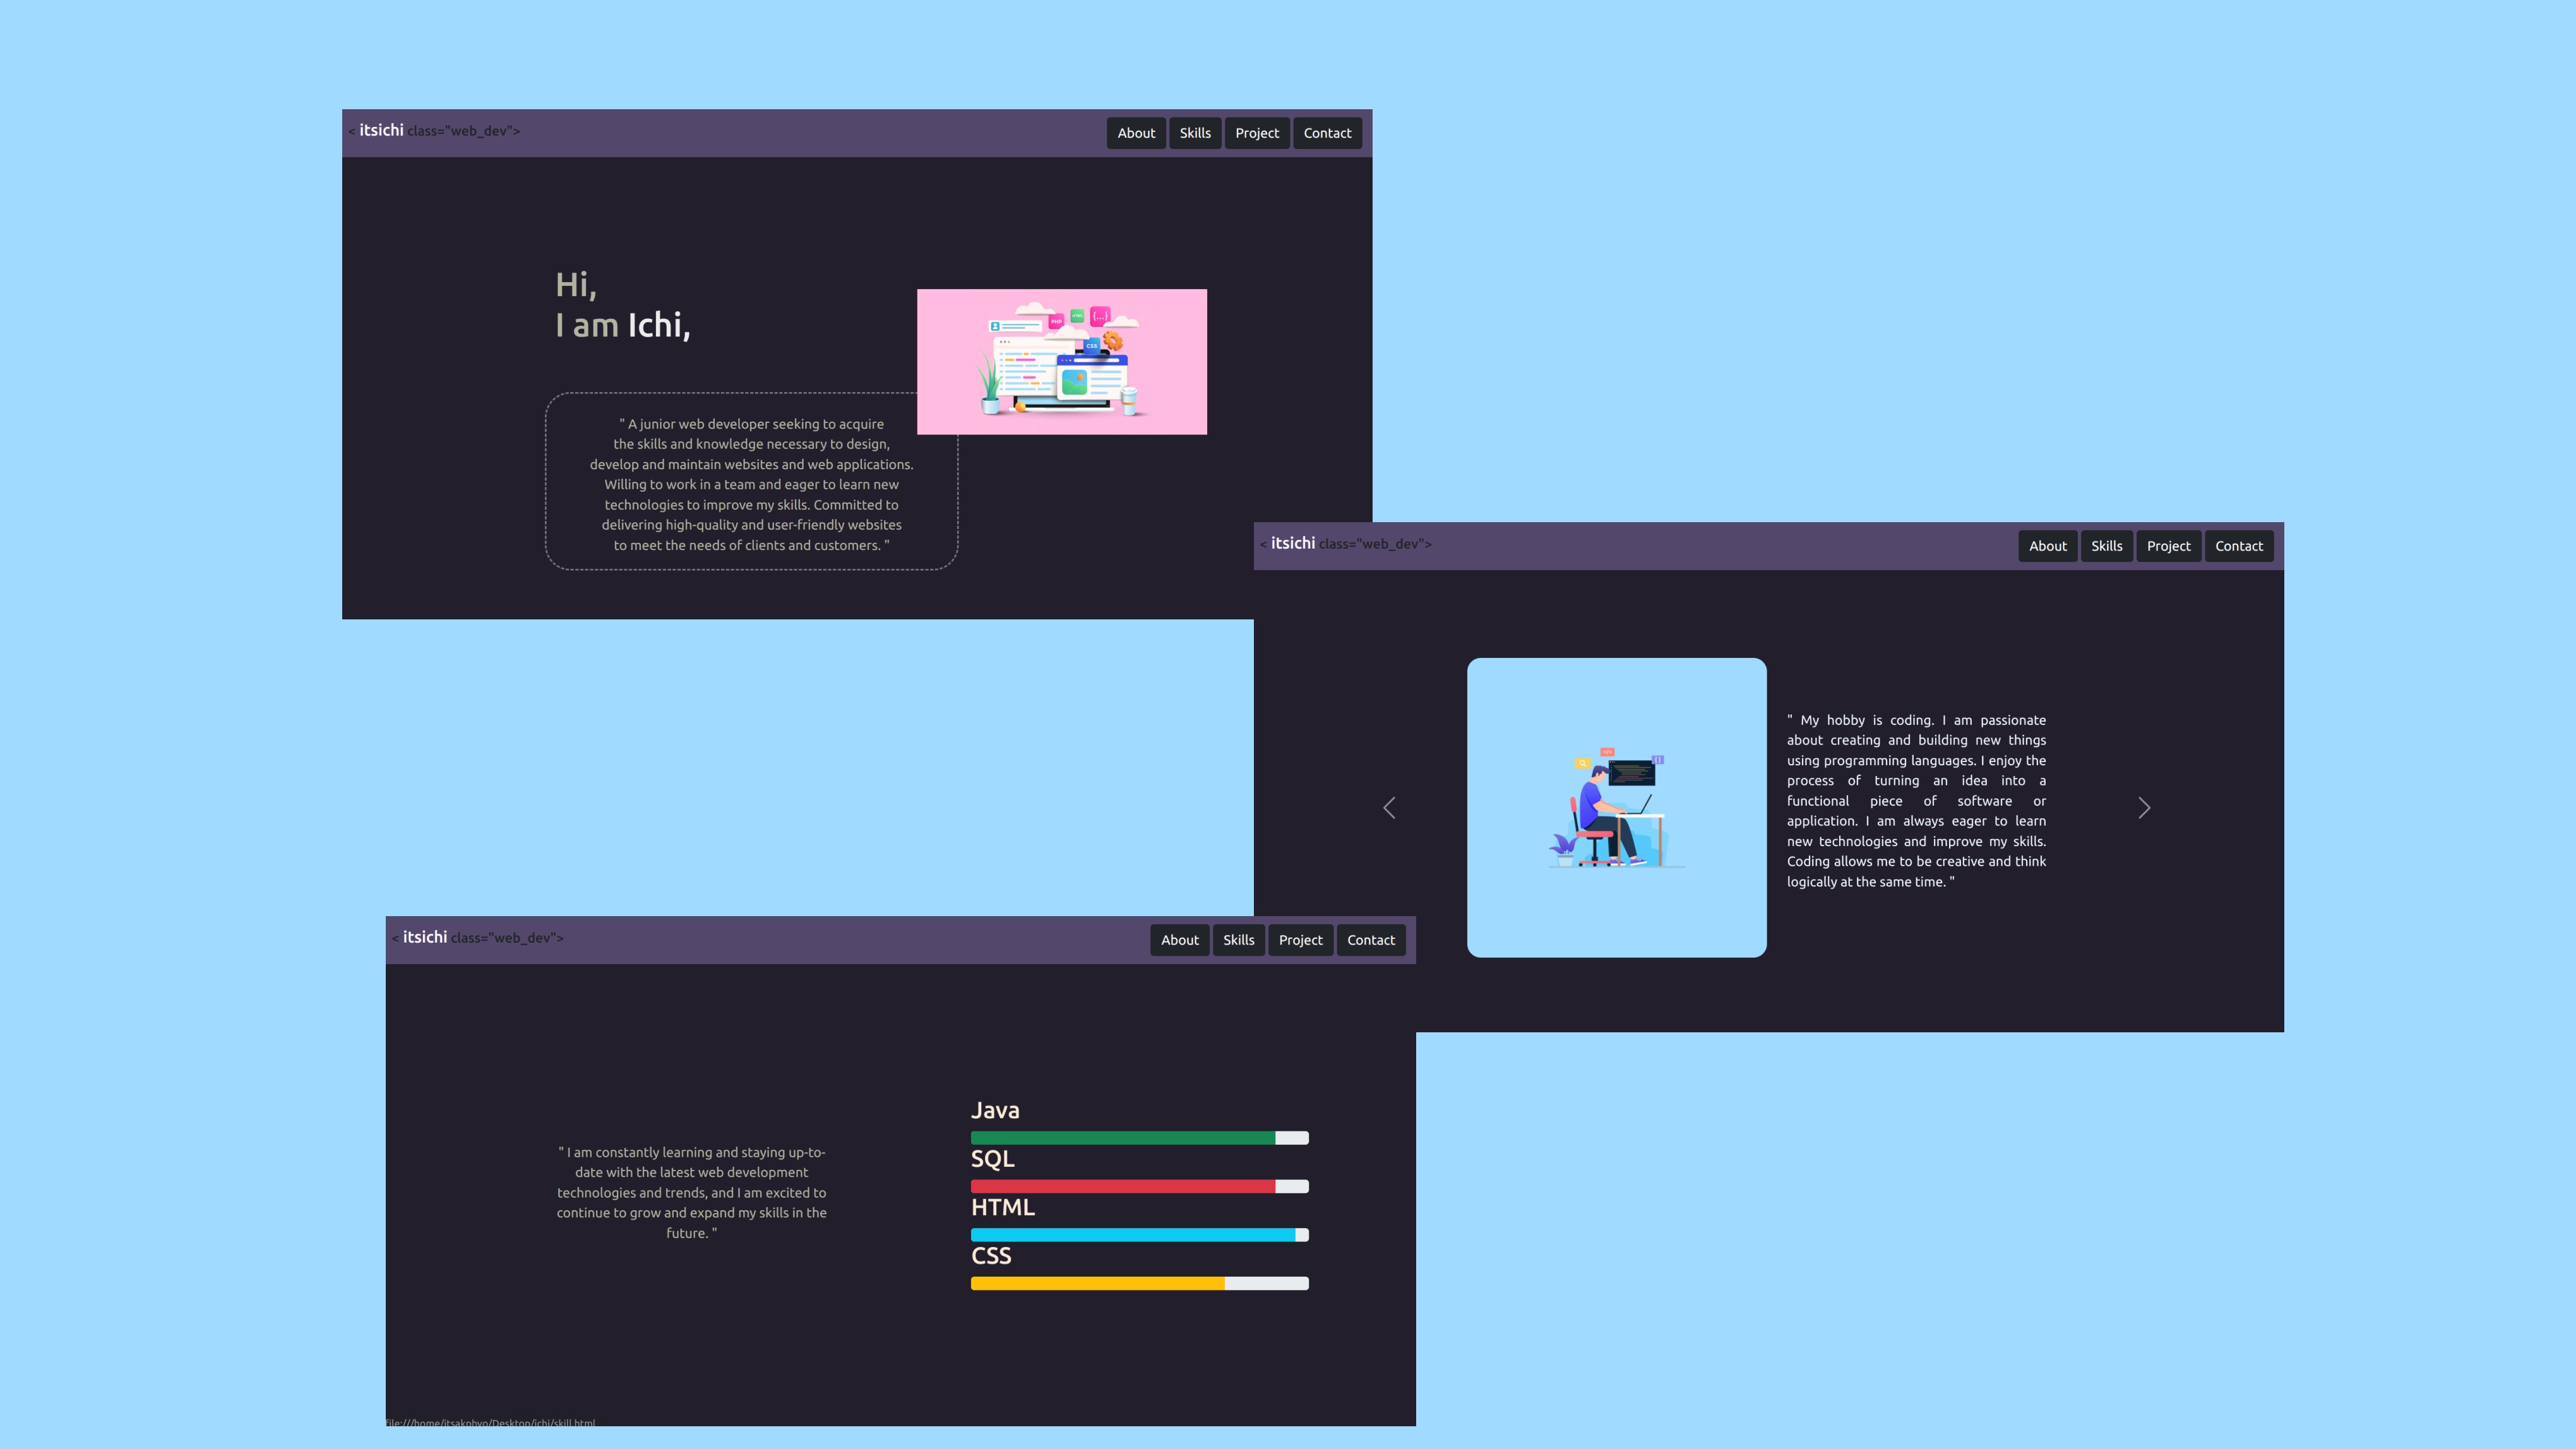 < itsichi class="web_dev">
About Skills Project Contact
Hi,
I am Ichi,
" A junior web developer seeking to acquire
the skills and knowledge necessary to design,
develop and maintain websites and web applications.
Willing to work in a team and eager to learn new
technologies to improve my skills. Committed to
delivering high-quality and user-friendly websites
to meet the needs of clients and customers. "
PHP
HTML
{...}
CSS
< itsichi class="web_dev">
About Skills Project Contact
" My hobby is coding. I am passionate
about creating and building new things
using programming languages. I enjoy the
process of turning an idea into a
functional piece of software or
application. I am always eager to learn
new technologies and improve my skills.
Coding allows me to be creative and think
logically at the same time. "
< itsichi class="web_dev">
About Skills Project Contact
" I am constantly learning and staying up-to-
date with the latest web development
technologies and trends, and I am excited to
continue to grow and expand my skills in the
future. "
Java
SQL
HTML
CSS
file:///home/itsakohyo/Desktop/ichi/skill.html